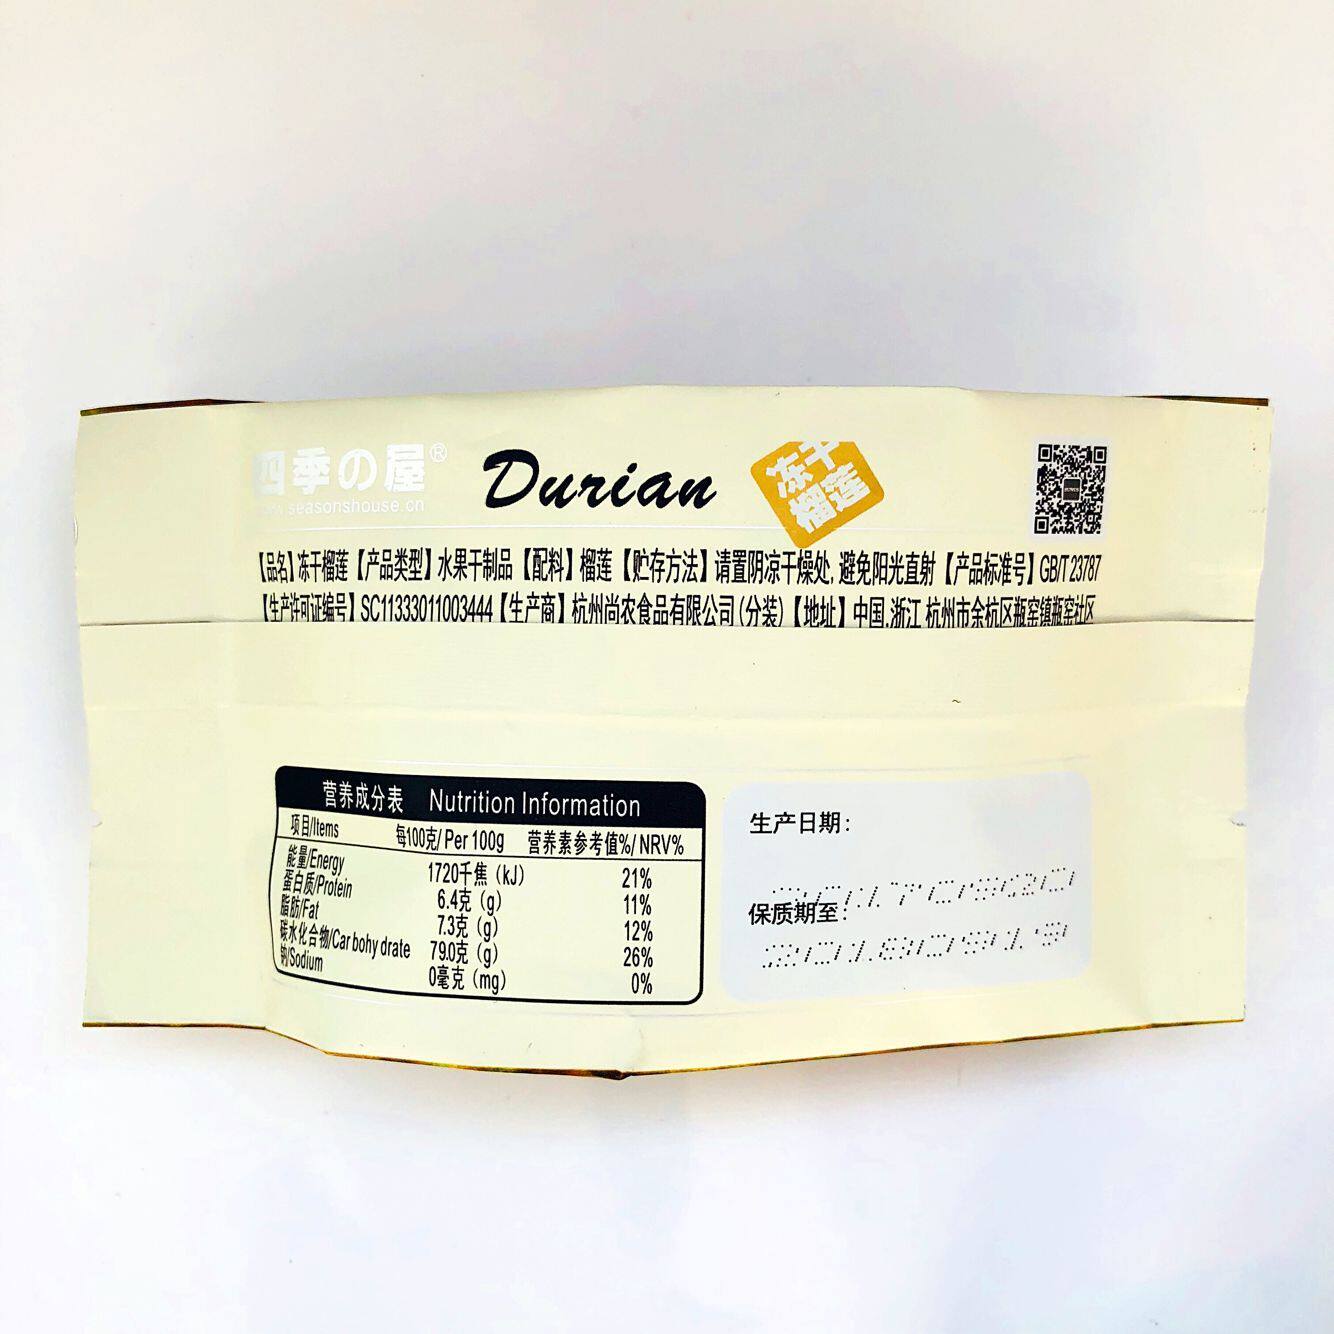 四季の屋®
www.seasonshouse.cn
Durian
冻干
榴莲
【品名】冻干榴莲【产品类型】水果干制品【配料】榴莲【贮存方法】请置阴凉干燥处, 避免阳光直射【产品标准号】GB/T 23787
【生产许可证编号】SC11333011003444【生产商】杭州尚农食品有限公司(分装)【地址】中国.浙江 杭州市余杭区瓶窑镇瓶窑社区
营养成分表 Nutrition Information
项目/Items 每100克/ Per 100g 营养素参考值%/ NRV%
能量/Energy 1720千焦（kJ） 21%
蛋白质/Protein 6.4克（g） 11%
脂肪/Fat 7.3克（g） 12%
碳水化合物/Carbohydrate 79.0克（g） 26%
钠/Sodium 0毫克（mg） 0%
生产日期:
20170920
保质期至:
20180919